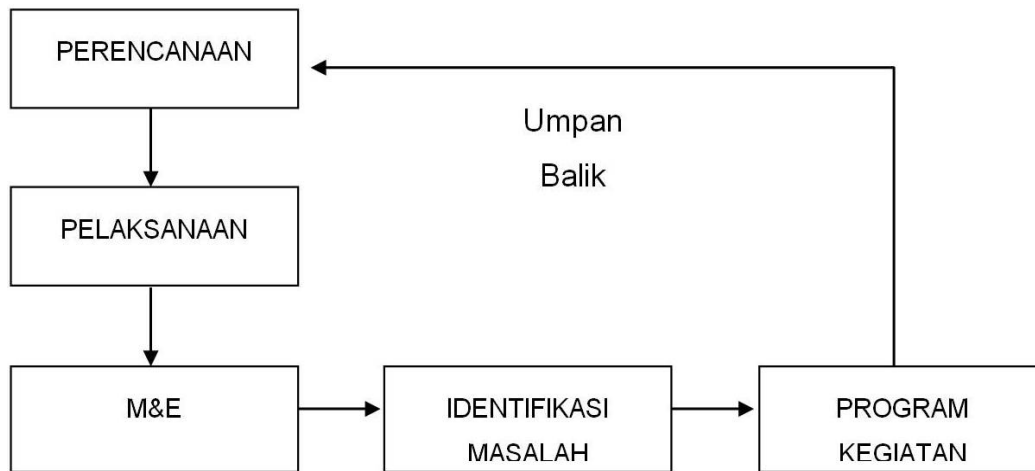 PERENCANAAN
Umpan
Balik
PELAKSANAAN
M&E
IDENTIFIKASI
MASALAH
PROGRAM
KEGIATAN